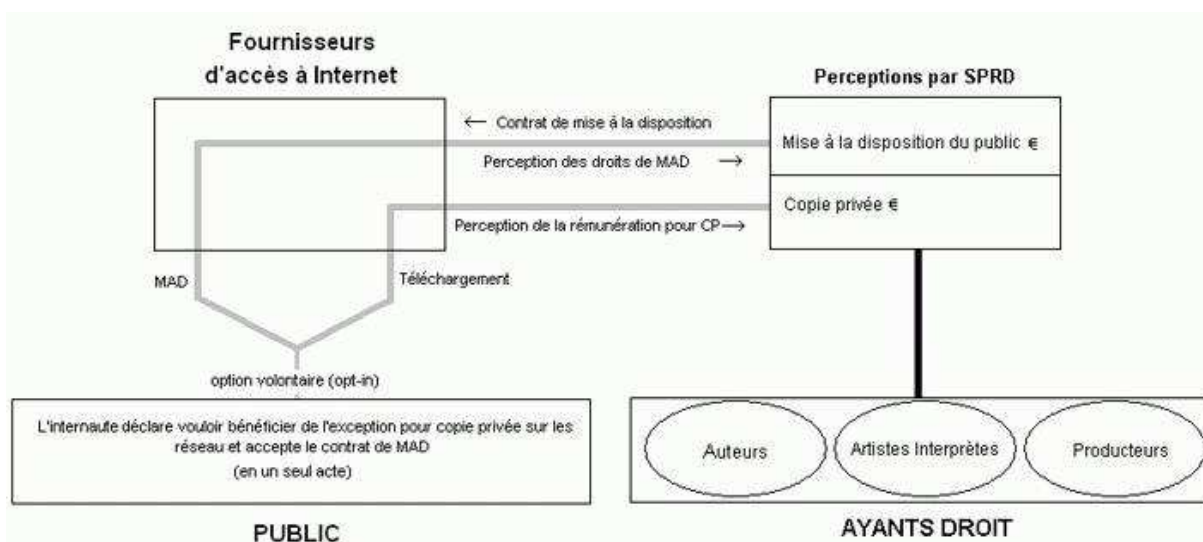 Fournisseurs
d'accès à Internet
Perceptions par SPRD
← Contrat de mise à la disposition
Mise à la disposition du public €
Perception des droits de MAD →
Copie privée €
Perception de la rémunération pour CP→
MAD
Téléchargement
option volontaire (opt-in)
L'internaute déclare vouloir bénéficier de l'exception pour copie privée sur les
réseau et accepte le contrat de MAD
(en un seul acte)
PUBLIC
Auteurs
Artistes Interprètes
Producteurs
AYANTS DROIT